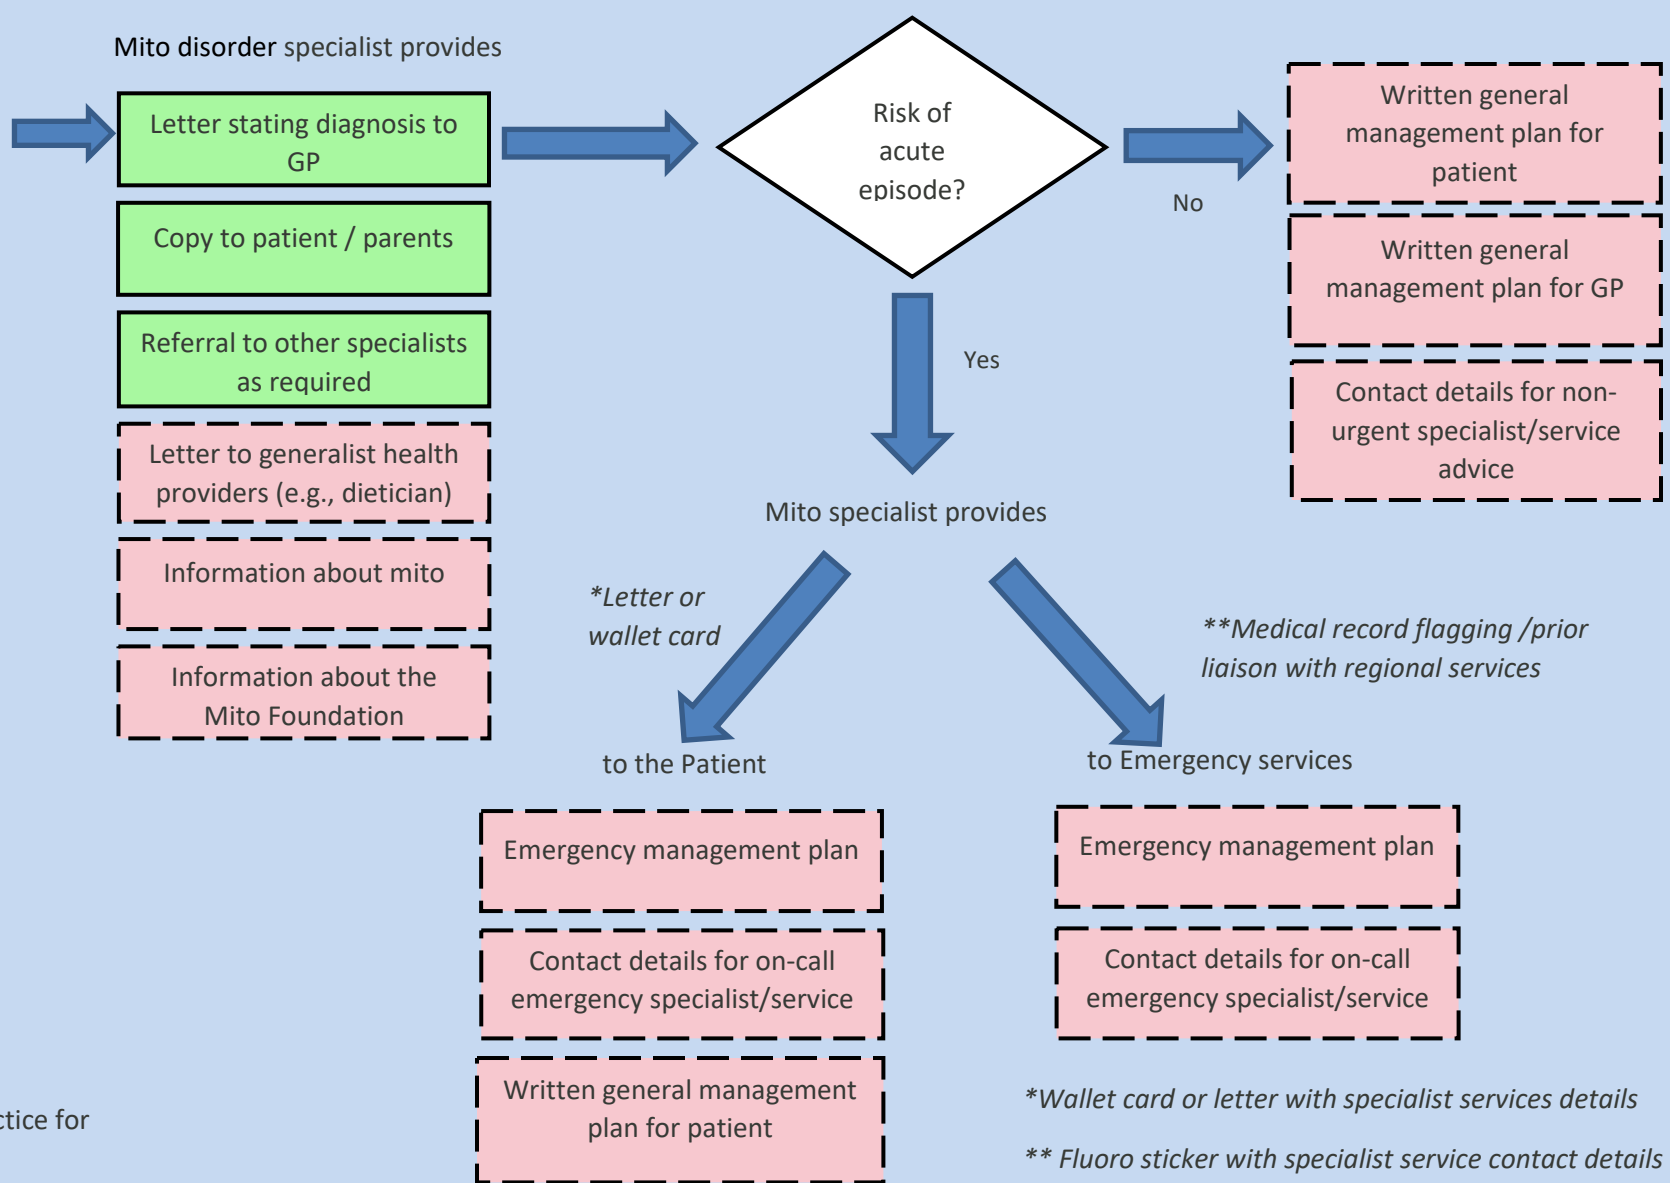 Mito disorder specialist provides
Letter stating diagnosis to
GP
Copy to patient / parents
Referral to other specialists
as required
Letter to generalist health
providers (e.g., dietician)
Information about mito
Information about the
Mito Foundation
Risk of
acute
episode?
No
Written general
management plan for
patient
Written general
management plan for GP
Contact details for non-
urgent specialist/service
advice
Yes
Mito specialist provides
*Letter or
wallet card
**Medical record flagging /prior
liaison with regional services
to the Patient
Emergency management plan
Contact details for on-call
emergency specialist/service
Written general management
plan for patient
to Emergency services
Emergency management plan
Contact details for on-call
emergency specialist/service
ctice for
*Wallet card or letter with specialist services details
** Fluoro sticker with specialist service contact details